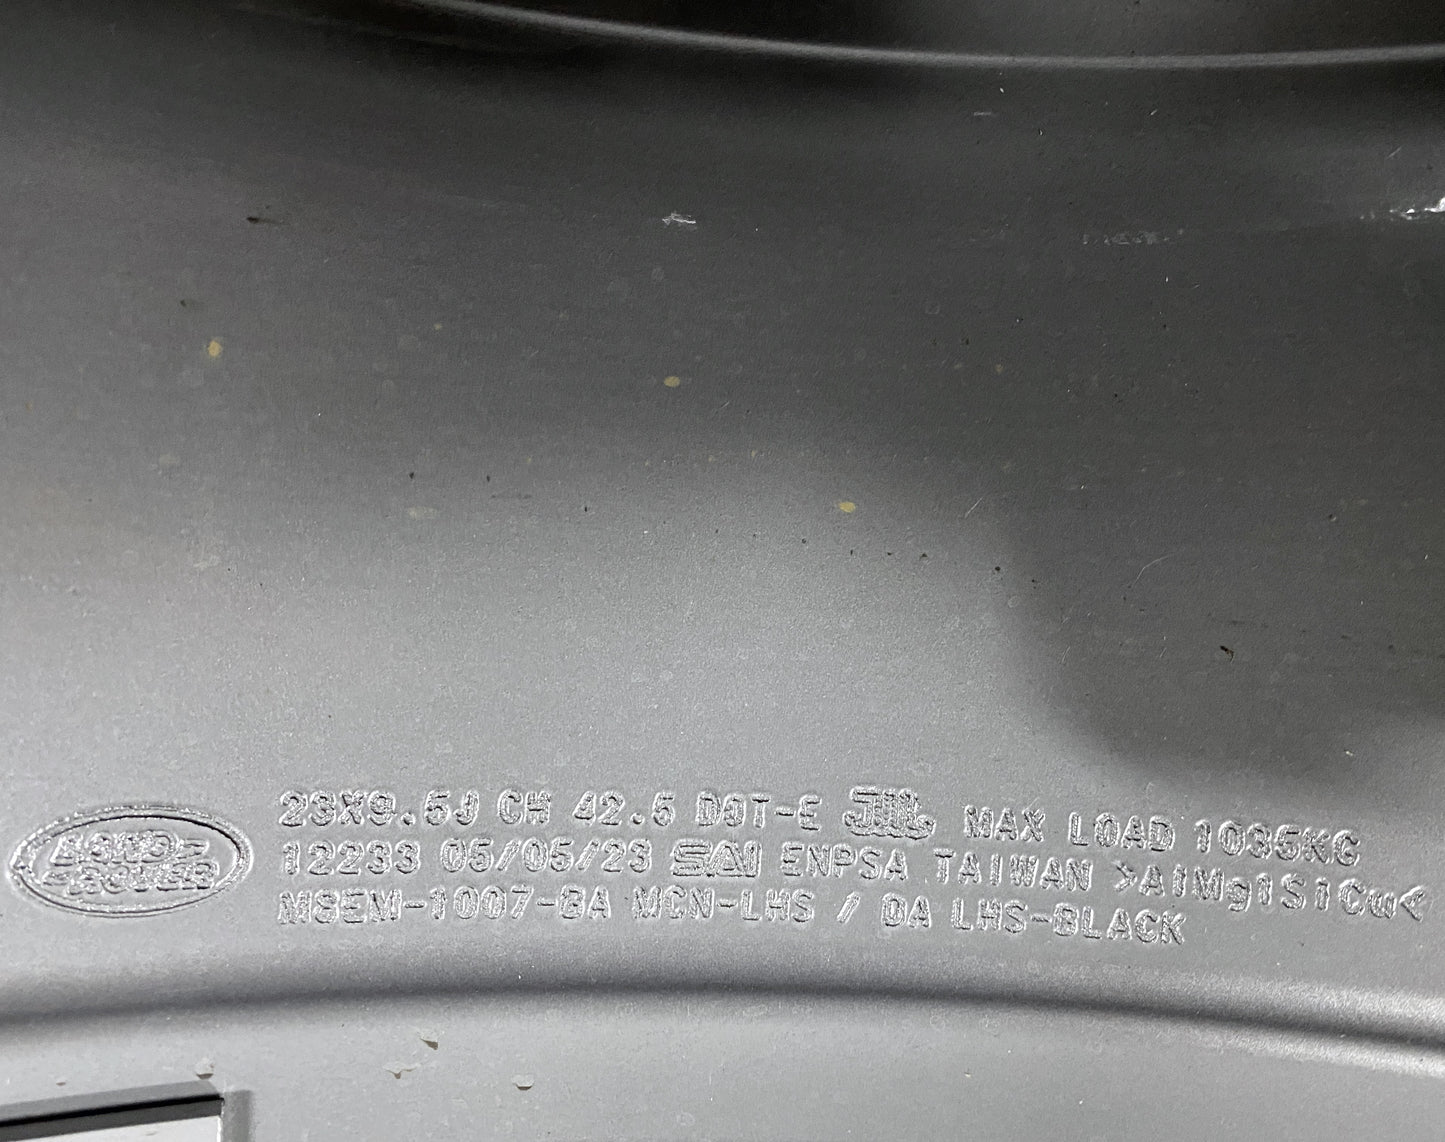 LAND-
ROVER
23X9.5J CH 42.5 DOT-E JWL MAX LOAD 1035KG
12233 05/05/23 SAI ENPSA TAIWAN >AlMg1SiCu<
M8EM-1007-BA MCN-LHS / DA LHS-BLACK